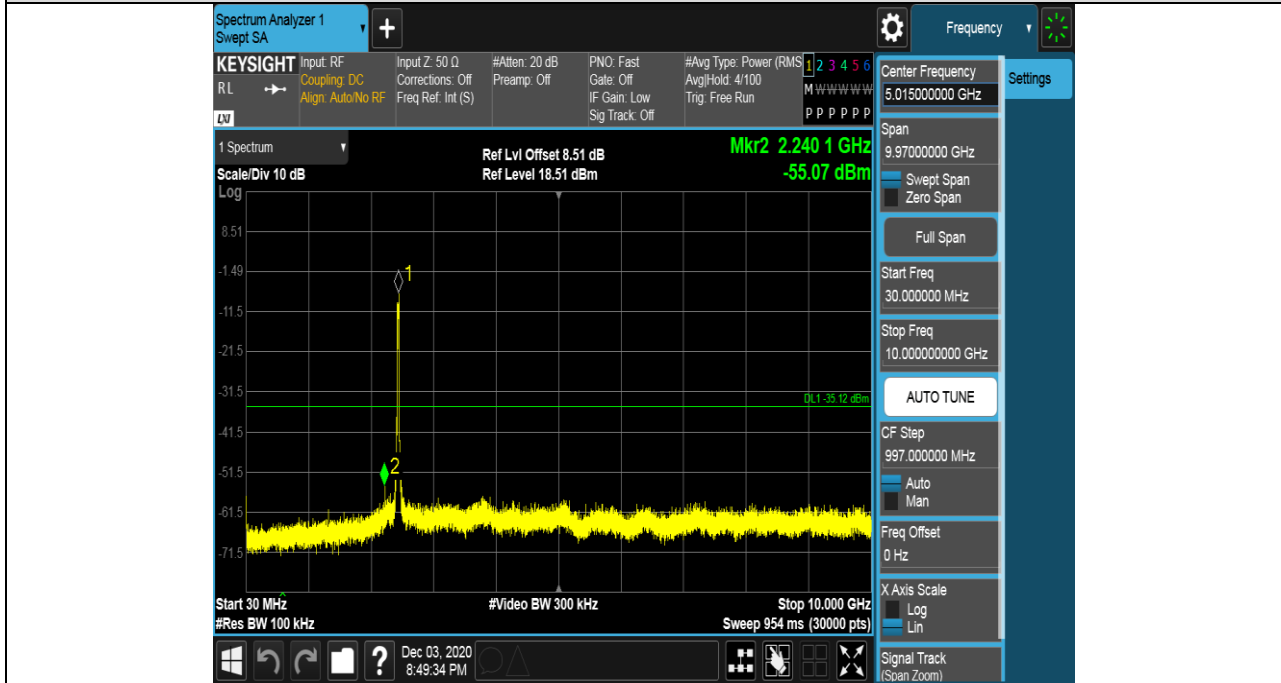 Spectrum Analyzer 1
Swept SA
+
Frequency
KEYSIGHT
RL
LXI
Input: RF
Coupling: DC
Align: Auto/No RF
Input Z: 50 Ω
Corrections: Off
Freq Ref: Int (S)
#Atten: 20 dB
Preamp: Off
PNO: Fast
Gate: Off
IF Gain: Low
Sig Track: Off
#Avg Type: Power (RMS
Avg|Hold: 4/100
Trig: Free Run
1 2 3 4 5 6
M W W W W W
P P P P P P
1 Spectrum
Scale/Div 10 dB
Log
Ref Lvl Offset 8.51 dB
Ref Level 18.51 dBm
Mkr2 2.240 1 GHz
-55.07 dBm
8.51
-1.49
-11.5
-21.5
-31.5
-41.5
-51.5
-61.5
-71.5
1
2
DL1 -35.12 dBm
Start 30 MHz
#Res BW 100 kHz
#Video BW 300 kHz
Stop 10.000 GHz
Sweep 954 ms (30000 pts)
?
Dec 03, 2020
8:49:34 PM
Center Frequency
5.015000000 GHz
Span
9.97000000 GHz
Swept Span
Zero Span
Full Span
Start Freq
30.000000 MHz
Stop Freq
10.000000000 GHz
AUTO TUNE
CF Step
997.000000 MHz
Auto
Man
Freq Offset
0 Hz
X Axis Scale
Log
Lin
Signal Track
(Span Zoom)
Settings